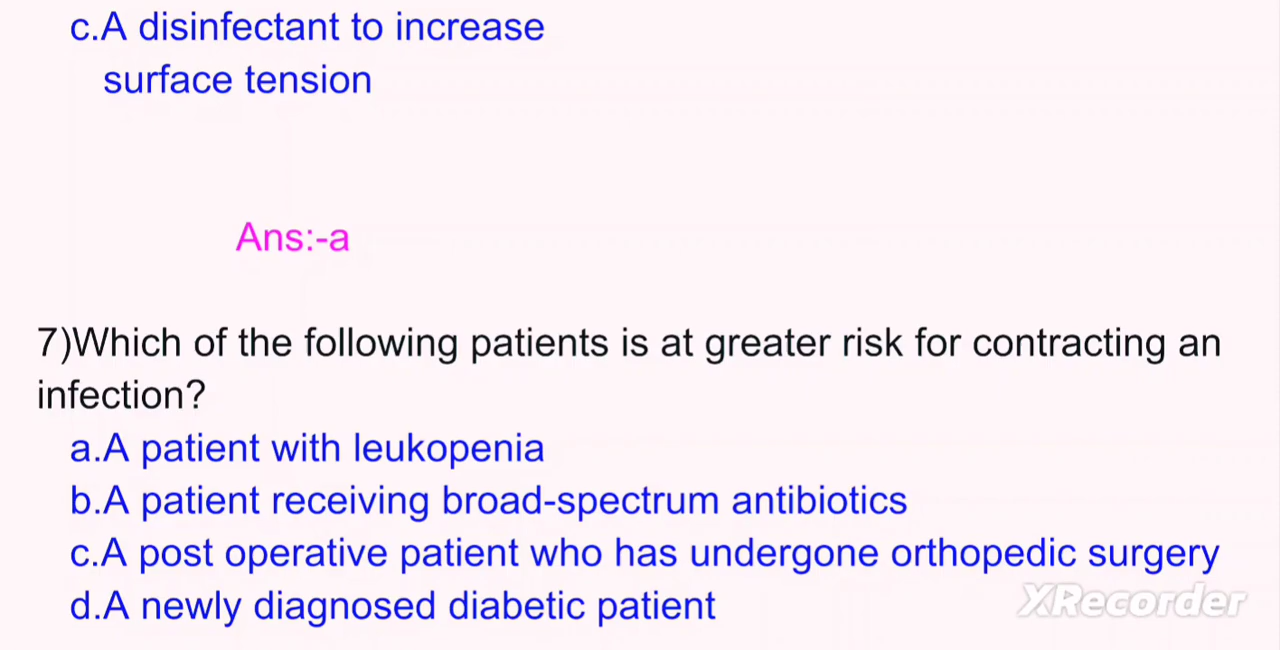 c.A disinfectant to increase
surface tension
Ans:-a
7)Which of the following patients is at greater risk for contracting an
infection?
a.A patient with leukopenia
b.A patient receiving broad-spectrum antibiotics
c.A post operative patient who has undergone orthopedic surgery
d.A newly diagnosed diabetic patient
XRecorder